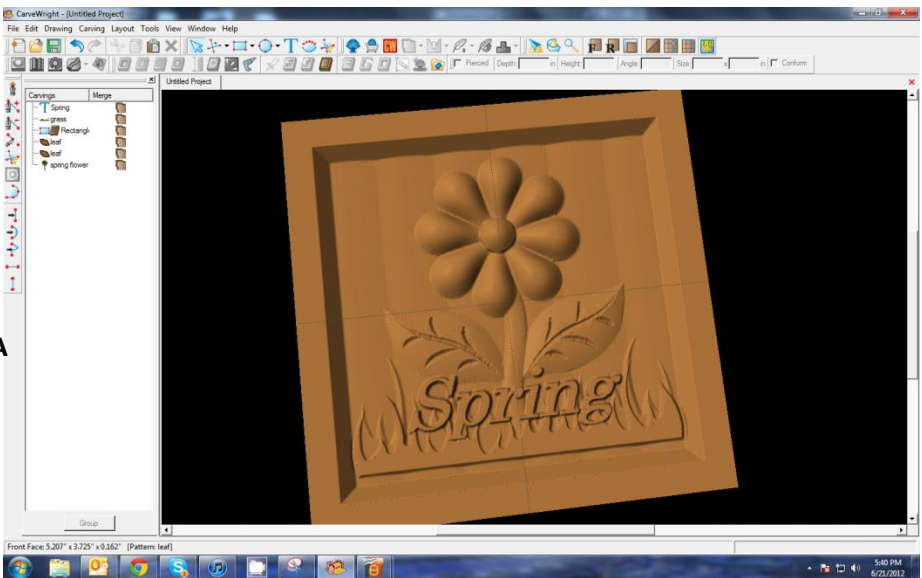 CarveWright - [Untitled Project]
File Edit Drawing Carving Layout Tools View Window Help
Pierced Depth: in Height: Angle: Size: x in Conform
Untitled Project
Carvings Merge
Spring
grass
Rectangl
leaf
leaf
spring flower
A
Spring
Group
Front Face: 5.207" x 3.725" x 0.162" [Pattern: leaf]
5:40 PM
6/21/2012